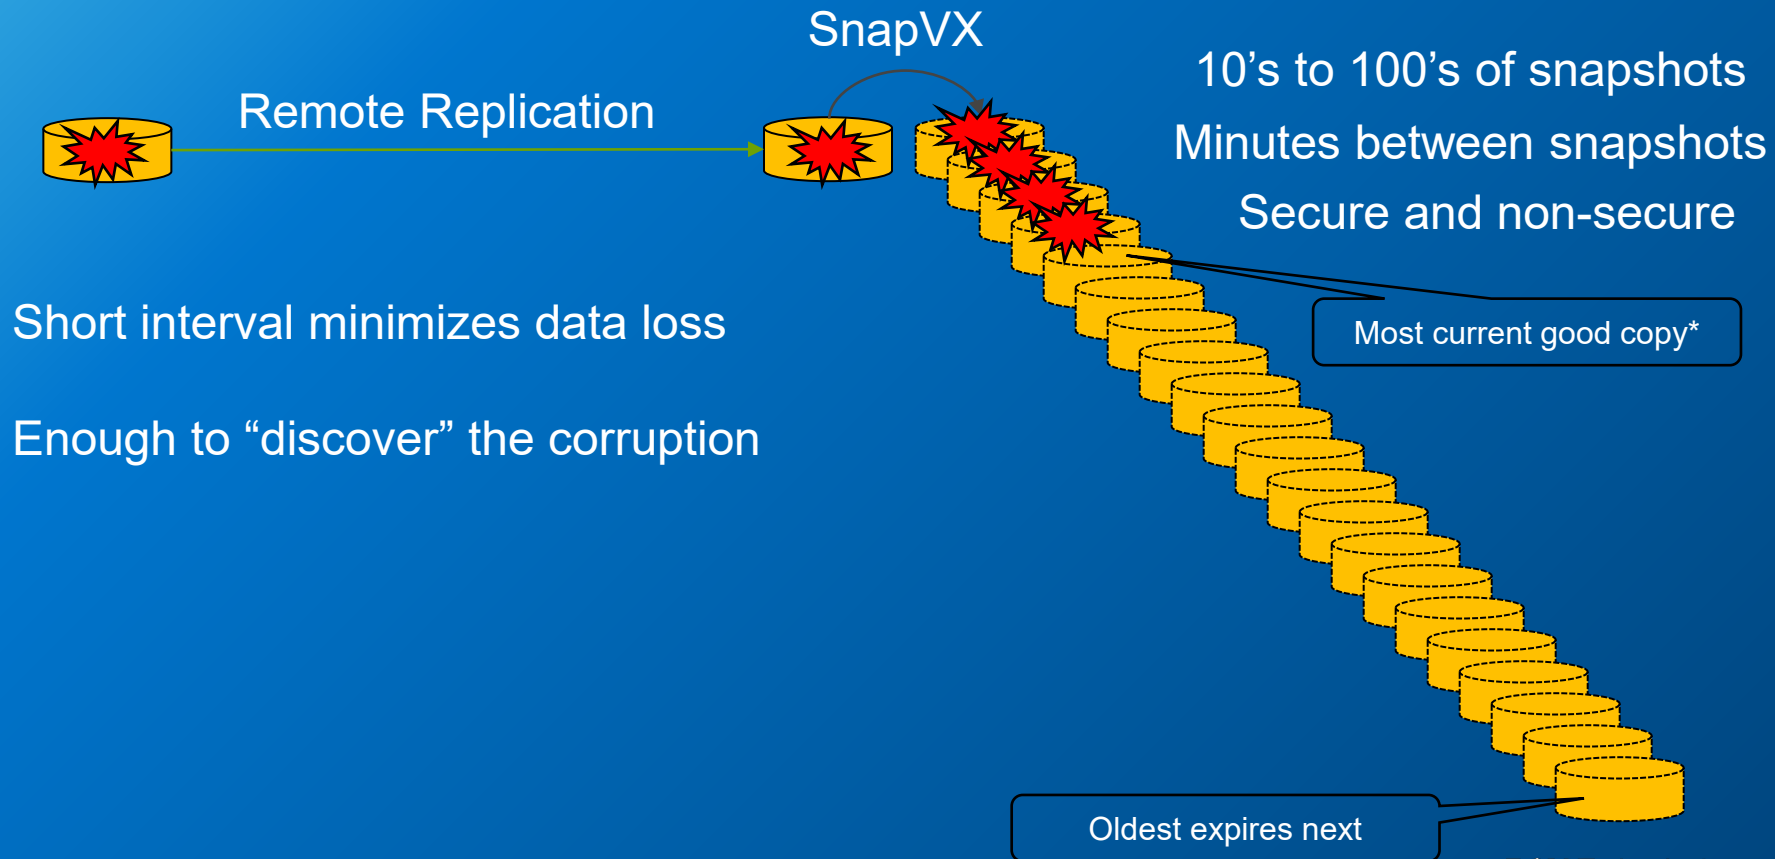 SnapVX
10's to 100's of snapshots
Remote Replication
Minutes between snapshots
Secure and non-secure
Short interval minimizes data loss
Most current good copy*
Enough to “discover” the corruption
Oldest expires next